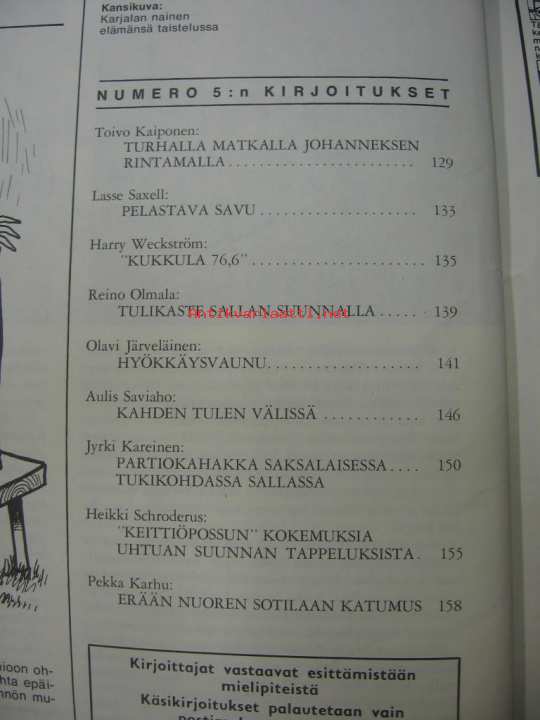 Kansikuva:
Karjalan nainen
elämänsä taistelussa
NUMERO 5:n KIRJOITUKSET
Toivo Kaiponen:
TURHALLA MATKALLA JOHANNEKSEN
RINTAMALLA........................ 129
Lasse Saxell:
PELASTAVA SAVU.................... 133
Harry Weckström:
"KUKKULA 76,6"...................... 135
Reino Olmala:
TULIKASTE SALLAN SUUNNALLA..... 139
antikvariaatti.net
Olavi Järveläinen:
HYÖKKÄYSVAUNU................... 141
Aulis Saviaho:
KAHDEN TULEN VÄLISSÄ ............ 146
Jyrki Kareinen:
PARTIOKAHAKKA SAKSALAISESSA.... 150
TUKIKOHDASSA SALLASSA
Heikki Schroderus:
"KEITTIÖPOSSUN" KOKEMUKSIA
UHTUAN SUUNNAN TAPPELUKSISTA. 155
Pekka Karhu:
ERÄÄN NUOREN SOTILAAN KATUMUS 158
Kirjoittajat vastaavat esittämistään
mielipiteistä
Käsikirjoitukset palautetaan vain